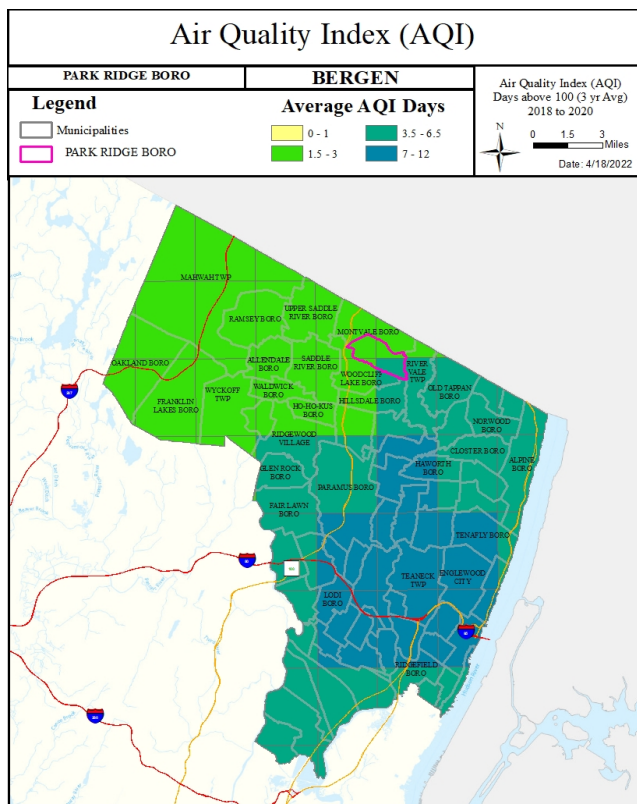 Air Quality Index (AQI)
PARK RIDGE BORO
BERGEN
Legend
Municipalities
PARK RIDGE BORO
Average AQI Days
0 - 1
3.5 - 6.5
1.5 - 3
7 - 12
Air Quality Index (AQI)
Days above 100 (3 yr Avg)
2018 to 2020
N
0 1.5 3
Miles
Date: 4/18/2022
MAHWAH TWP
UPPER SADDLE
RIVER BORO
RAMSEY BORO
MONTVALE BORO
OAKLAND BORO
ALLENDALE
BORO
SADDLE
RIVER BORO
RIVER
VALE
TWP
WOODCLIFF
LAKE BORO
WYCKOFF
TWP
WALDWICK
BORO
OLD TAPPAN
BORO
FRANKLIN
LAKES BORO
HILLSDALE BORO
HO-HO-KUS
BORO
NORWOOD
BORO
RIDGEWOOD
VILLAGE
CLOSTER BORO
ALPINE
BORO
HAWORTH
BORO
GLEN ROCK
BORO
PARAMUS BORO
FAIR LAWN
BORO
TENAFLY BORO
TEANECK
TWP
ENGLEWOOD
CITY
LODI
BORO
RIDGEFIELD
BORO
287
80